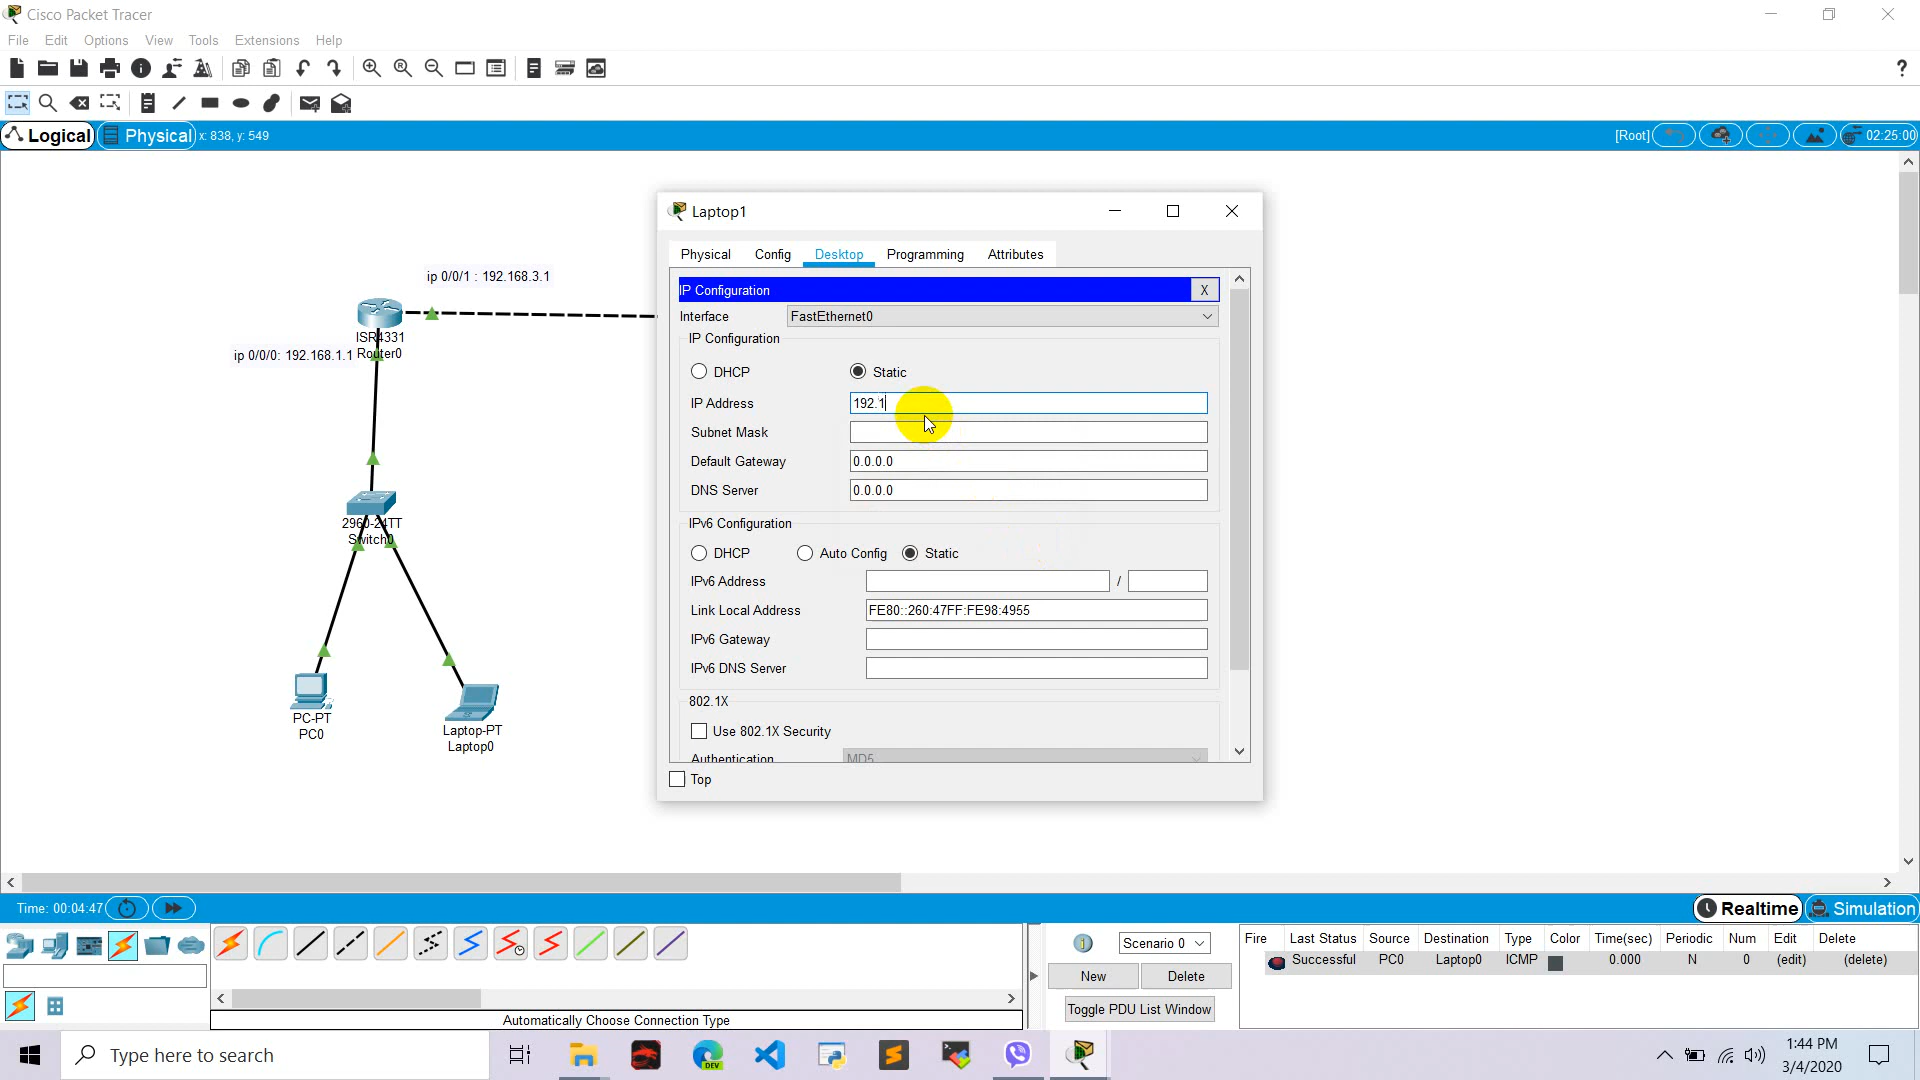 Cisco Packet Tracer
File Edit Options View Tools Extensions Help
?
Logical Physical x: 838, y: 549 [Root] 02:25:00
ip 0/0/1 : 192.168.3.1
ISR4331
ip 0/0/0: 192.168.1.1 Router0
2960-24TT
Switch0
PC-PT
PC0
Laptop-PT
Laptop0
Laptop1
Physical Config Desktop Programming Attributes
IP Configuration X
Interface FastEthernet0
IP Configuration
DHCP Static
IP Address 192.1
Subnet Mask
Default Gateway 0.0.0.0
DNS Server 0.0.0.0
IPv6 Configuration
DHCP Auto Config Static
IPv6 Address /
Link Local Address FE80::260:47FF:FE98:4955
IPv6 Gateway
IPv6 DNS Server
802.1X
Use 802.1X Security
Authentication MD5
Top
Time: 00:04:47 Realtime Simulation
Scenario 0
New Delete
Toggle PDU List Window
Fire Last Status Source Destination Type Color Time(sec) Periodic Num Edit Delete
Successful PC0 Laptop0 ICMP 0.000 N 0 (edit) (delete)
Automatically Choose Connection Type
Type here to search
DEV
1:44 PM
3/4/2020